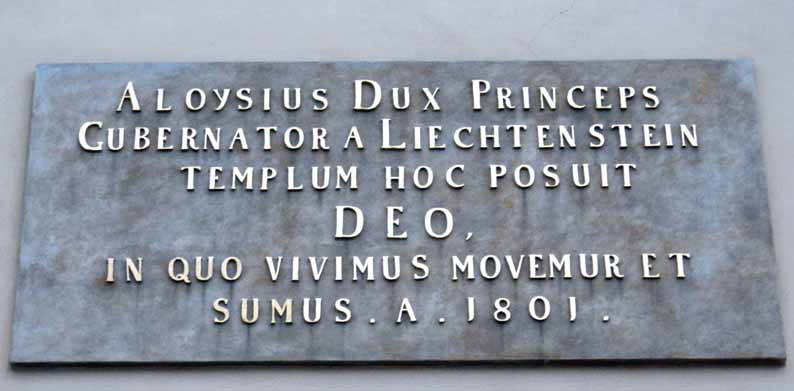 ALOYSIUS DUX PRINCEPS
GUBERNATOR A LIECHTENSTEIN
TEMPLUM HOC POSUIT
DEO,
IN QUO VIVIMUS MOVEMUR ET
SUMUS . A . 1801 .